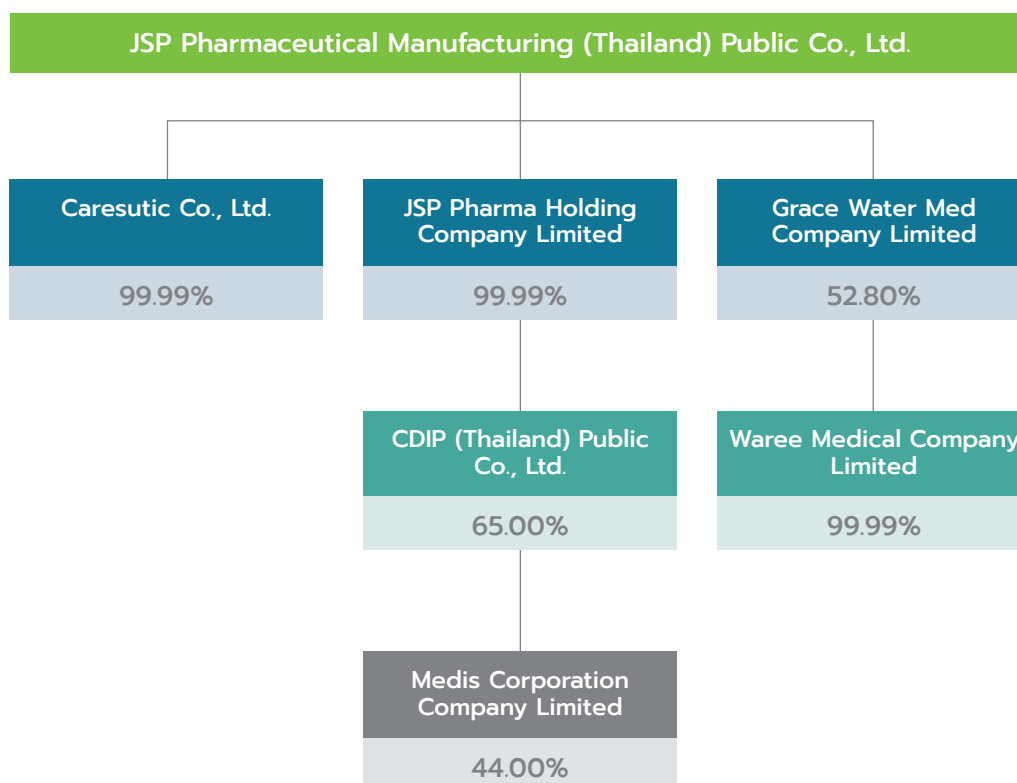 JSP Pharmaceutical Manufacturing (Thailand) Public Co., Ltd.
Caresutic Co., Ltd.
99.99%
JSP Pharma Holding
Company Limited
99.99%
Grace Water Med
Company Limited
52.80%
CDIP (Thailand) Public
Co., Ltd.
65.00%
Waree Medical Company
Limited
99.99%
Medis Corporation
Company Limited
44.00%